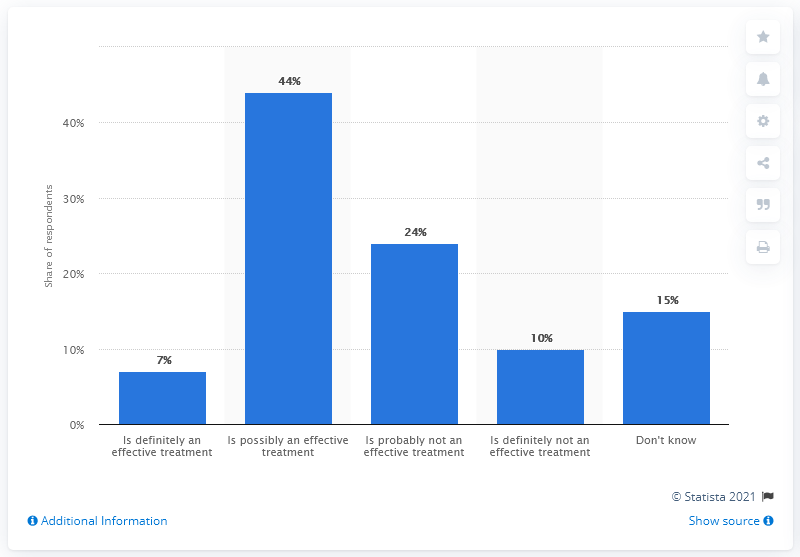 44%
40%
30%
24%
20%
15%
10%
10%
7%
0%
Share of respondents
Is definitely an
effective treatment
Is possibly an effective
treatment
Is probably not an
effective treatment
Is definitely not an
effective treatment
Don't know
© Statista 2021
Additional Information
Show source